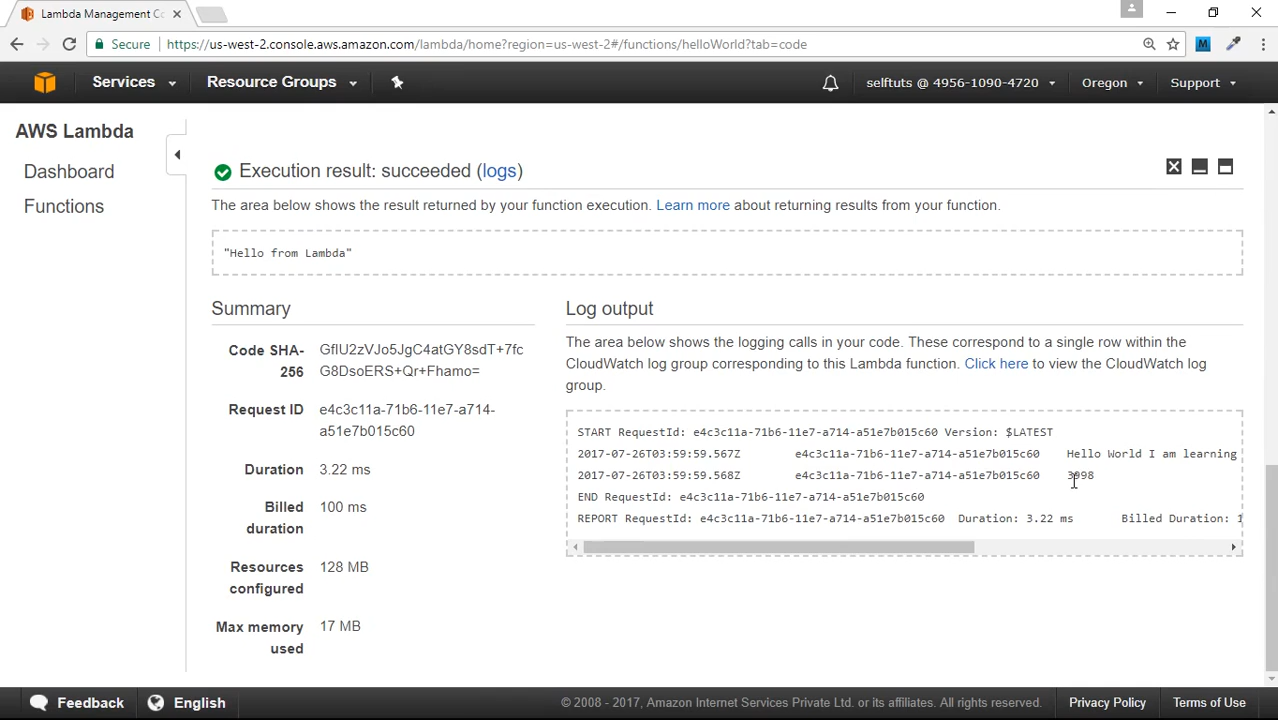 Lambda Management Co
Secure
https://us-west-2.console.aws.amazon.com/lambda/home?region=us-west-2#/functions/helloWorld?tab=code
M
Services
Resource Groups
selftuts @ 4956-1090-4720
Oregon
Support
AWS Lambda
Dashboard
Functions
Execution result: succeeded (logs)
The area below shows the result returned by your function execution. Learn more about returning results from your function.
"Hello from Lambda"
Summary
Code SHA-
256
GfIU2zVJo5JgC4atGY8sdT+7fc
G8DsoERS+Qr+Fhamo=
Request ID
e4c3c11a-71b6-11e7-a714-
a51e7b015c60
Duration
3.22 ms
Billed
duration
100 ms
Resources
configured
128 MB
Max memory
used
17 MB
Log output
The area below shows the logging calls in your code. These correspond to a single row within the
CloudWatch log group corresponding to this Lambda function. Click here to view the CloudWatch log
group.
START RequestId: e4c3c11a-71b6-11e7-a714-a51e7b015c60 Version: $LATEST
2017-07-26T03:59:59.567Z e4c3c11a-71b6-11e7-a714-a51e7b015c60 Hello World I am learning
2017-07-26T03:59:59.568Z e4c3c11a-71b6-11e7-a714-a51e7b015c60
END RequestId: e4c3c11a-71b6-11e7-a714-a51e7b015c60
REPORT RequestId: e4c3c11a-71b6-11e7-a714-a51e7b015c60 Duration: 3.22 ms Billed Duration: 1
Feedback
English
© 2008 - 2017, Amazon Internet Services Private Ltd. or its affiliates. All rights reserved.
Privacy Policy
Terms of Use